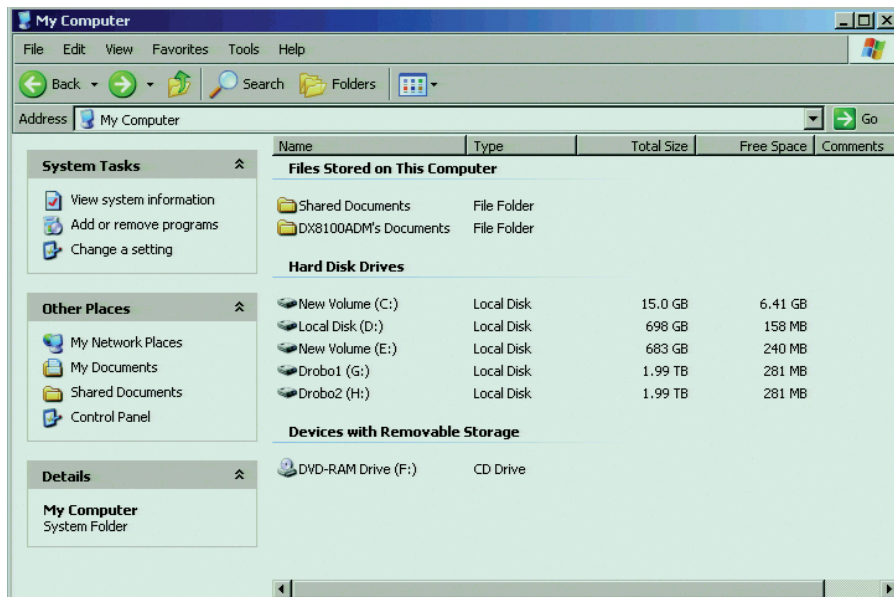 My Computer
File Edit View Favorites Tools Help
Back Search Folders
Address My Computer Go
System Tasks
View system information
Add or remove programs
Change a setting
Other Places
My Network Places
My Documents
Shared Documents
Control Panel
Details
My Computer
System Folder
Name Type Total Size Free Space Comments
Files Stored on This Computer
Shared Documents File Folder
DX8100ADM's Documents File Folder
Hard Disk Drives
New Volume (C:) Local Disk 15.0 GB 6.41 GB
Local Disk (D:) Local Disk 698 GB 158 MB
New Volume (E:) Local Disk 683 GB 240 MB
Drobo1 (G:) Local Disk 1.99 TB 281 MB
Drobo2 (H:) Local Disk 1.99 TB 281 MB
Devices with Removable Storage
DVD-RAM Drive (F:) CD Drive